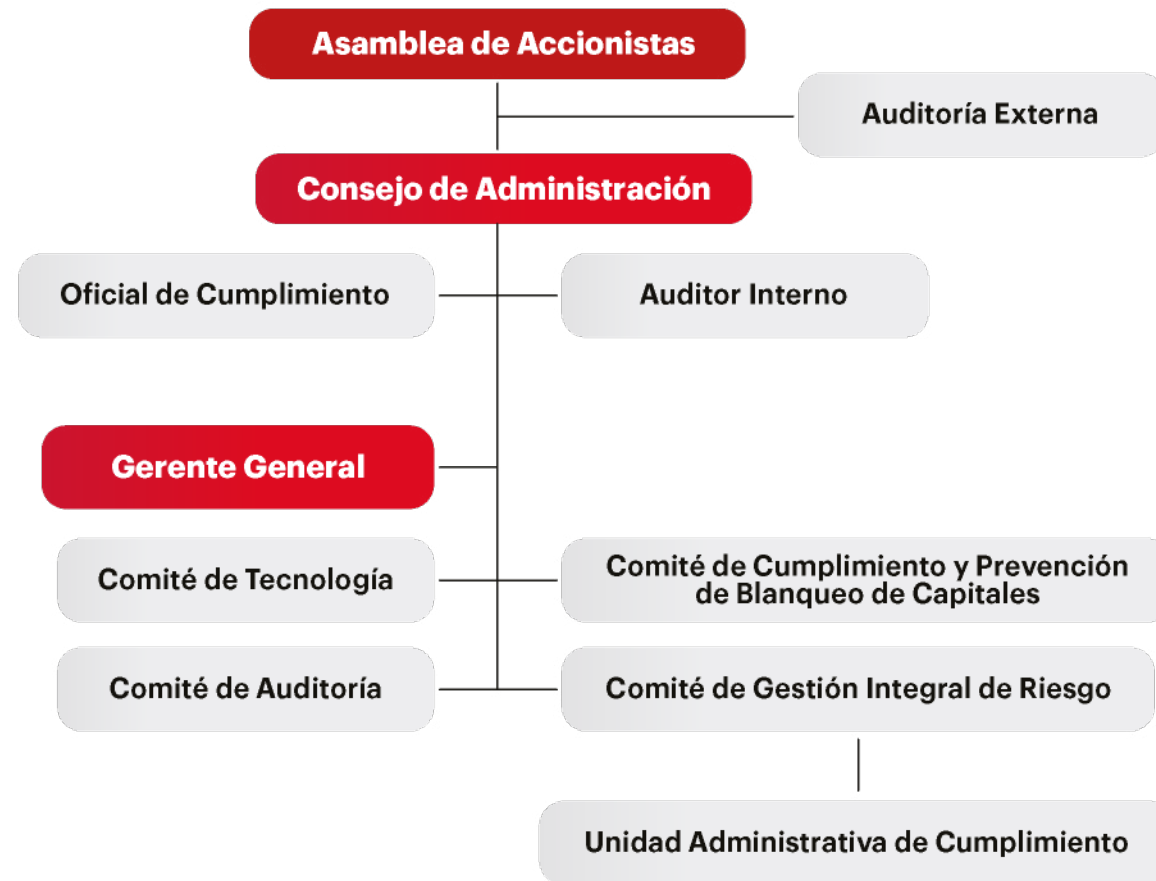 Asamblea de Accionistas
Auditoría Externa
Consejo de Administración
Oficial de Cumplimiento
Auditor Interno
Gerente General
Comité de Tecnología
Comité de Cumplimiento y Prevención
de Blanqueo de Capitales
Comité de Auditoría
Comité de Gestión Integral de Riesgo
Unidad Administrativa de Cumplimiento